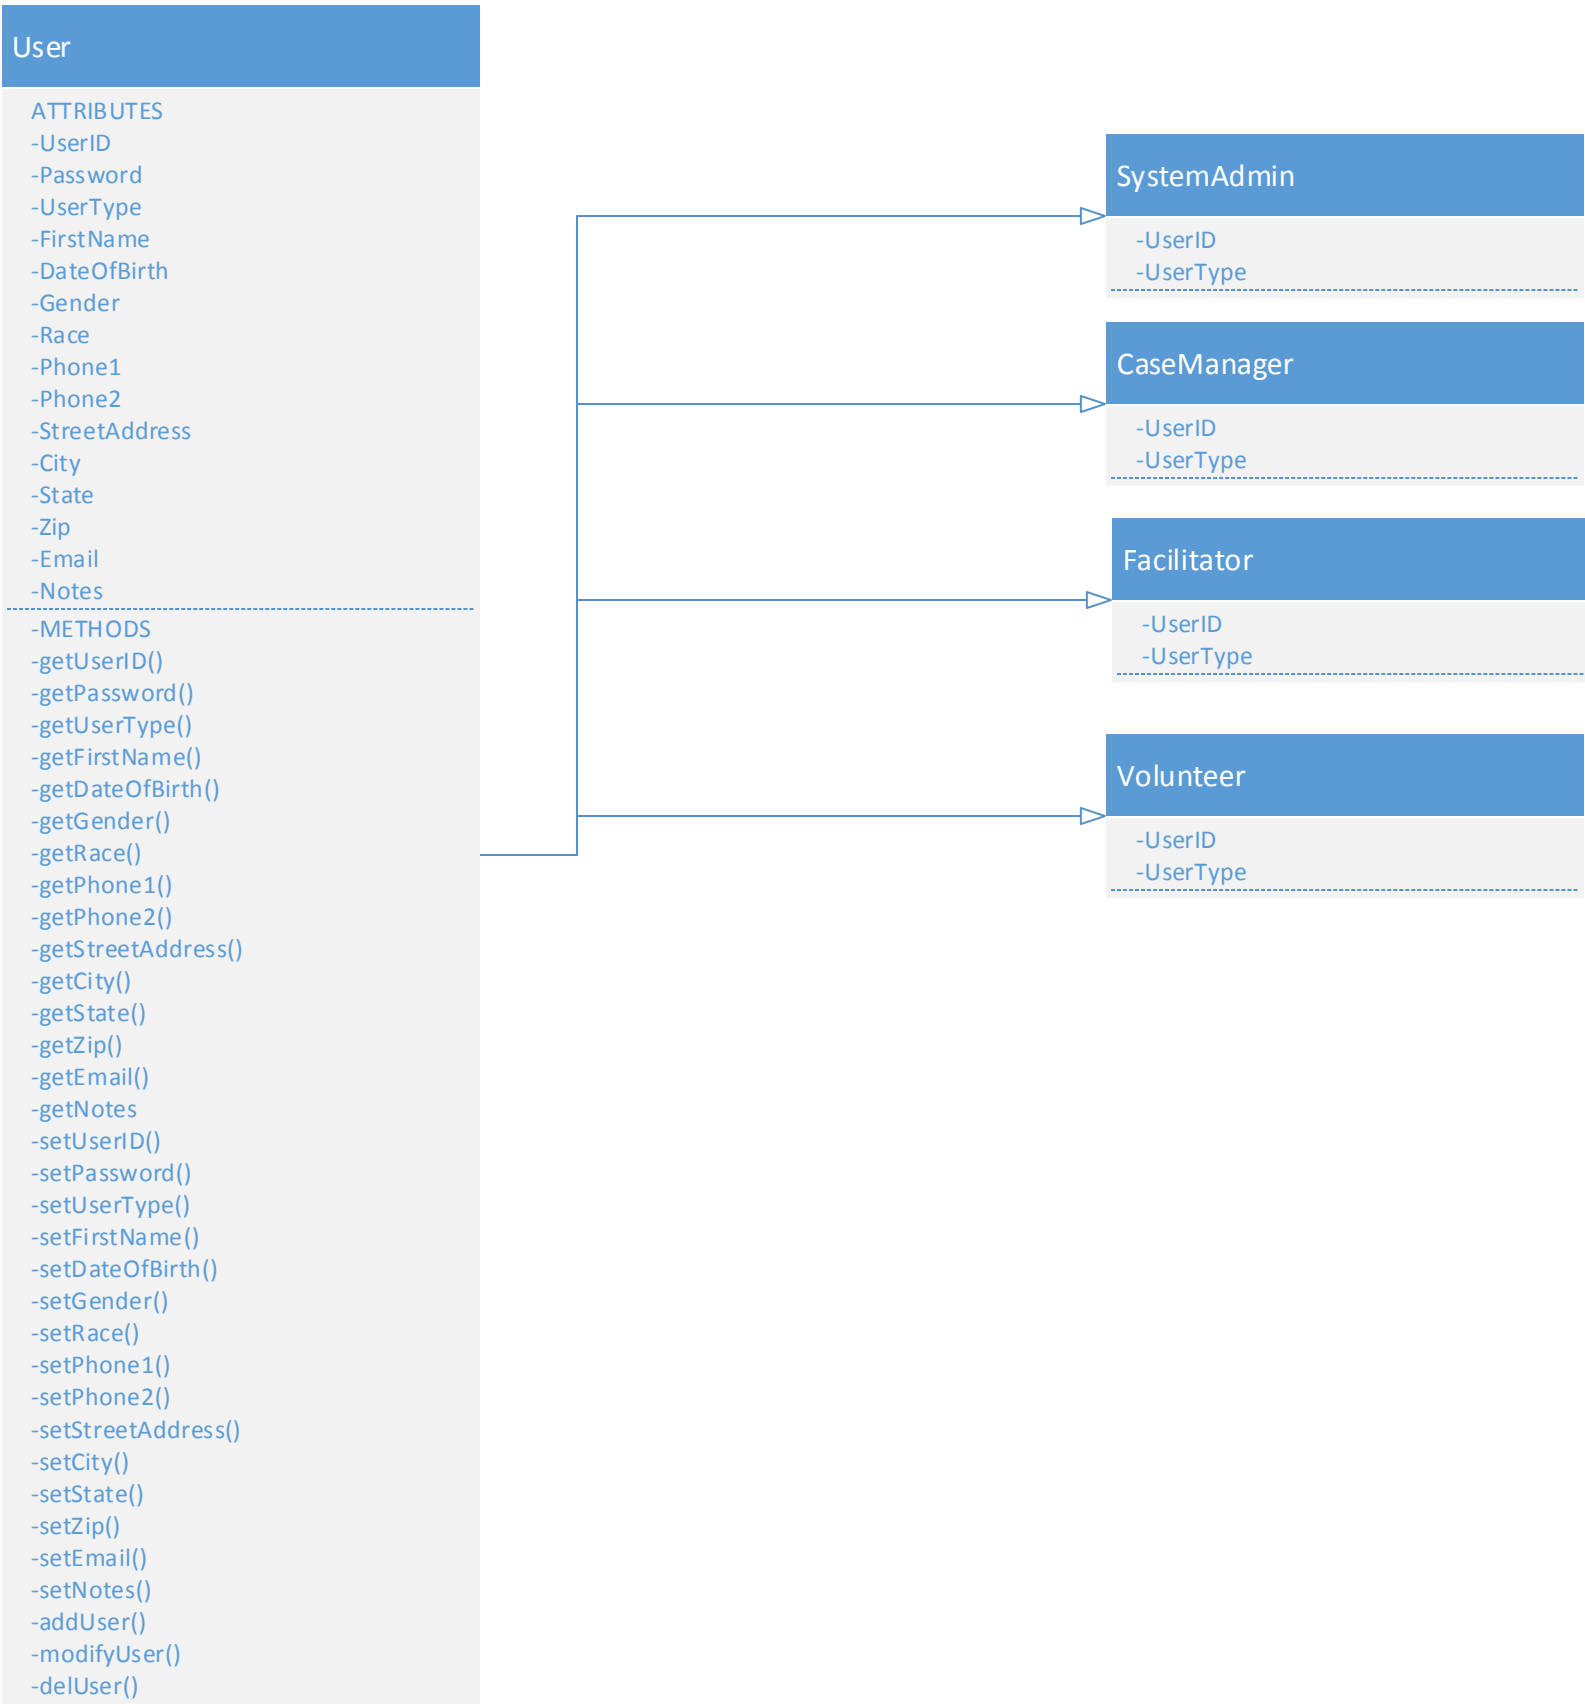 User
ATTRIBUTES
-UserID
-Password
-UserType
-FirstName
-DateOfBirth
-Gender
-Race
-Phone1
-Phone2
-StreetAddress
-City
-State
-Zip
-Email
-Notes
-METHODS
-getUserID()
-getPassword()
-getUserType()
-getFirstName()
-getDateOfBirth()
-getGender()
-getRace()
-getPhone1()
-getPhone2()
-getStreetAddress()
-getCity()
-getState()
-getZip()
-getEmail()
-getNotes
-setUserID()
-setPassword()
-setUserType()
-setFirstName()
-setDateOfBirth()
-setGender()
-setRace()
-setPhone1()
-setPhone2()
-setStreetAddress()
-setCity()
-setState()
-setZip()
-setEmail()
-setNotes()
-addUser()
-modifyUser()
-delUser()
SystemAdmin
-UserID
-UserType
CaseManager
-UserID
-UserType
Facilitator
-UserID
-UserType
Volunteer
-UserID
-UserType